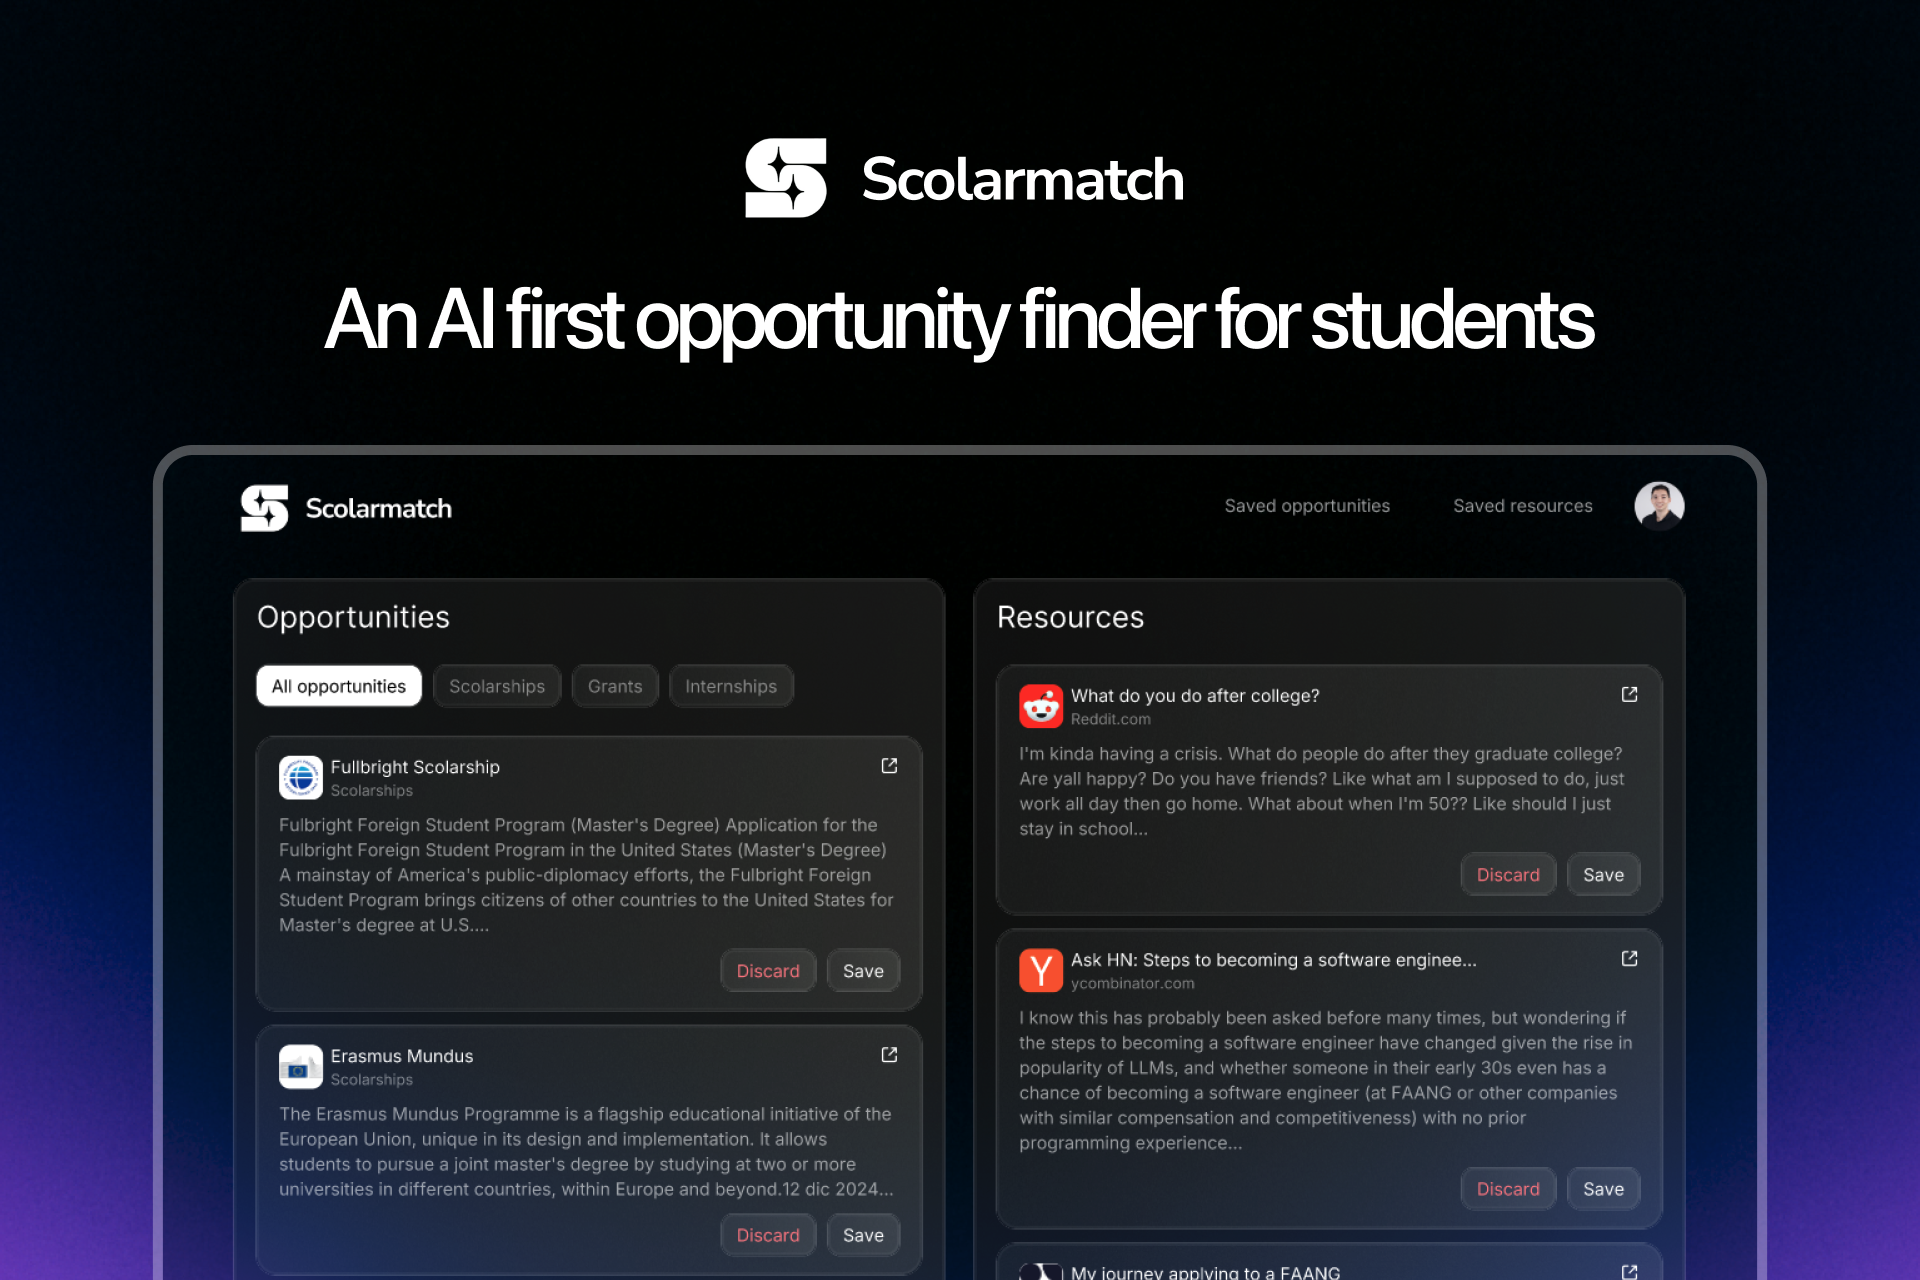 Scolarmatch
An AI first opportunity finder for students
Scolarmatch
Saved opportunities
Saved resources
Opportunities
All opportunities
Scolarships
Grants
Internships
Fullbright Scolarship
Scolarships
Fulbright Foreign Student Program (Master's Degree) Application for the
Fulbright Foreign Student Program in the United States (Master's Degree)
A mainstay of America's public-diplomacy efforts, the Fulbright Foreign
Student Program brings citizens of other countries to the United States for
Master's degree at U.S....
Discard
Save
Erasmus Mundus
Scolarships
The Erasmus Mundus Programme is a flagship educational initiative of the
European Union, unique in its design and implementation. It allows
students to pursue a joint master's degree by studying at two or more
universities in different countries, within Europe and beyond.12 dic 2024...
Discard
Save
Resources
What do you do after college?
Reddit.com
I'm kinda having a crisis. What do people do after they graduate college?
Are yall happy? Do you have friends? Like what am I supposed to do, just
work all day then go home. What about when I'm 50?? Like should I just
stay in school...
Discard
Save
Y
Ask HN: Steps to becoming a software enginee...
ycombinator.com
I know this has probably been asked before many times, but wondering if
the steps to becoming a software engineer have changed given the rise in
popularity of LLMs, and whether someone in their early 30s even has a
chance of becoming a software engineer (at FAANG or other companies
with similar compensation and competitiveness) with no prior
programming experience...
Discard
Save
My journey applying to a FAANG